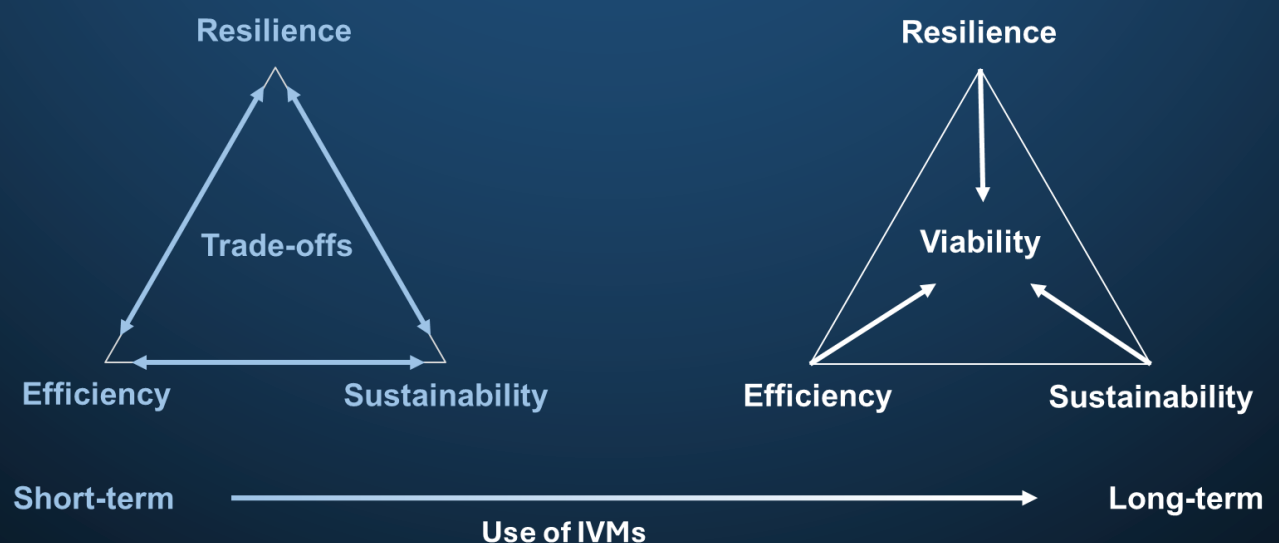 Resilience
Trade-offs
Efficiency
Sustainability
Resilience
Viability
Efficiency
Sustainability
Short-term
Use of IVMs
Long-term